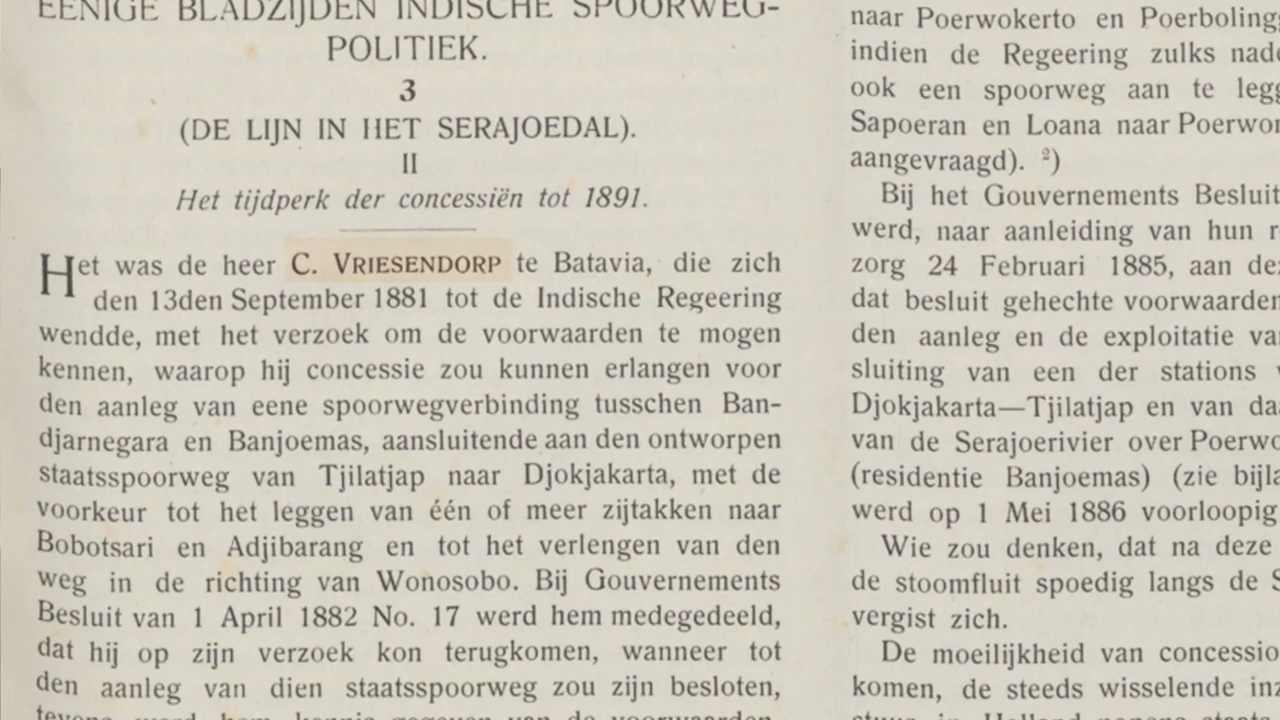 EENIGE BLADZIJDEN INDISCHE SPOORWEG-
POLITIEK.
3
(DE LIJN IN HET SERAJOEDAL).
II
Het tijdperk der concessiën tot 1891.
Het was de heer C. VRIESENDORP te Batavia, die zich
den 13den September 1881 tot de Indische Regeering
wendde, met het verzoek om de voorwaarden te mogen
kennen, waarop hij concessie zou kunnen erlangen voor
den aanleg van eene spoorwegverbinding tusschen Ban-
djarnegara en Banjoemas, aansluitende aan den ontworpen
staatsspoorweg van Tjilatjap naar Djokjakarta, met de
voorkeur tot het leggen van één of meer zijtakken naar
Bobotsari en Adjibarang en tot het verlengen van den
weg in de richting van Wonosobo. Bij Gouvernements
Besluit van 1 April 1882 No. 17 werd hem medegedeeld,
dat hij op zijn verzoek kon terugkomen, wanneer tot
den aanleg van dien staatsspoorweg zou zijn besloten,
naar Poerwokerto en Poerboling
indien de Regeering zulks nad
ook een spoorweg aan te leg
Sapoeran en Loana naar Poerwor
aangevraagd). ²)
Bij het Gouvernements Besluit
werd, naar aanleiding van hun
zorg 24 Februari 1885, aan de
dat besluit gehechte voorwaarden
den aanleg en de exploitatie va
sluiting van een der stations
Djokjakarta—Tjilatjap en van da
van de Serajoerivier over Poerwo
(residentie Banjoemas) (zie bijla
werd op 1 Mei 1886 voorloopig
Wie zou denken, dat na deze
de stoomfluit spoedig langs de S
vergist zich.
De moeilijkheid van concessio
komen, de steeds wisselende inz